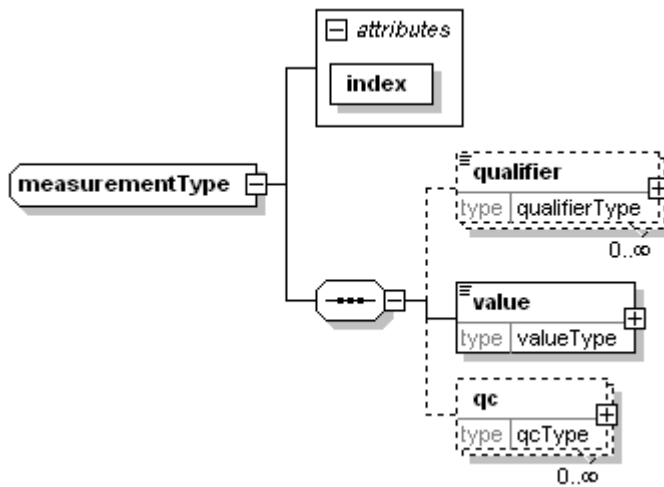 attributes
index
measurementType
qualifier
type qualifierType
0..∞
value
type valueType
qc
type qcType
0..∞